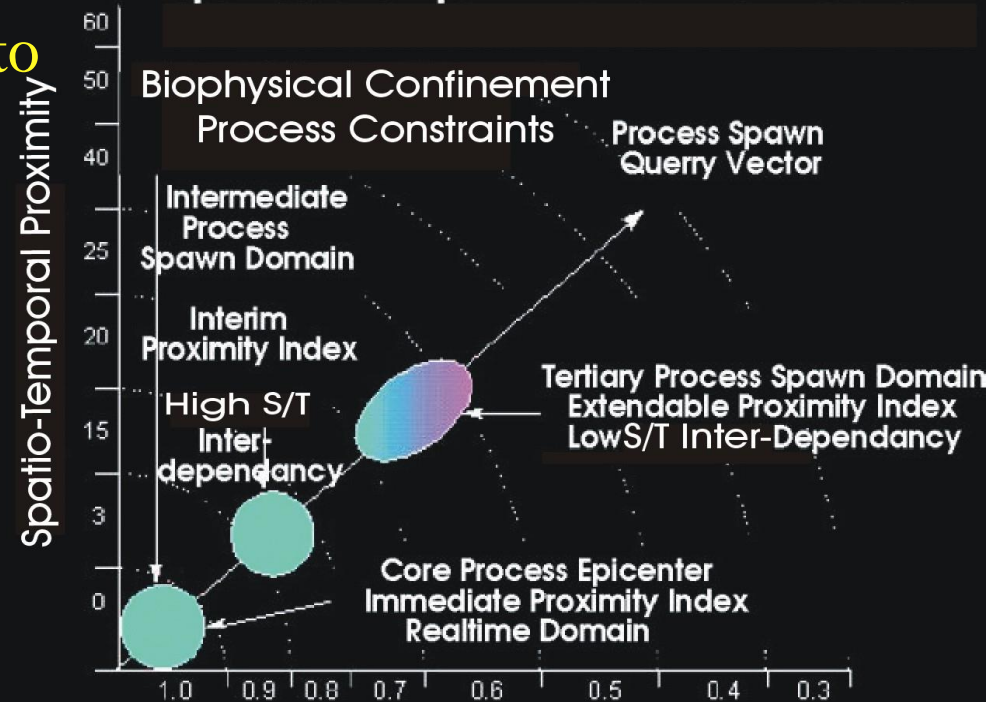 to
60
50
40
25
20
15
3
0
Spatio-Temporal Proximity
Biophysical Confinement
Process Constraints
Process Spawn
Querry Vector
Intermediate
Process
Spawn Domain
Interim
Proximity Index
High S/T
Inter-
dependancy
Tertiary Process Spawn Domain
Extendable Proximity Index
LowS/T Inter-Dependancy
Core Process Epicenter
Immediate Proximity Index
Realtime Domain
1.0 0.9 0.8 0.7 0.6 0.5 0.4 0.3